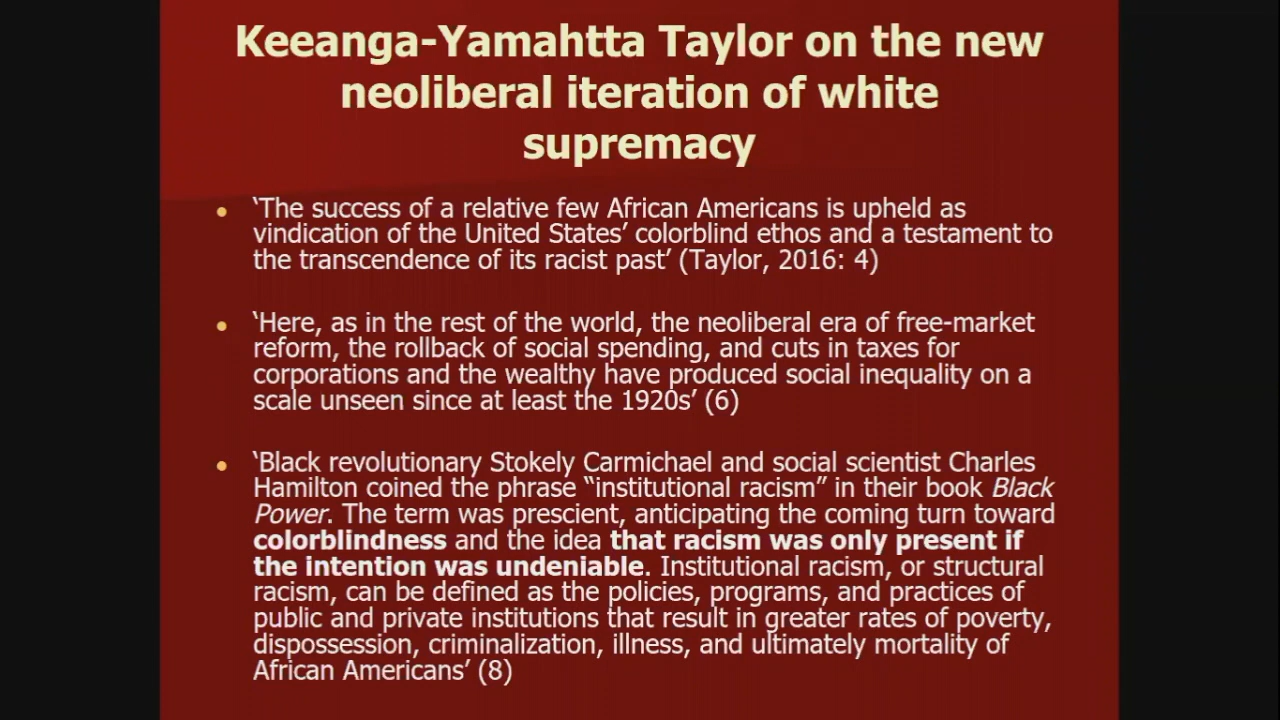 Keeanga-Yamahtta Taylor on the new
neoliberal iteration of white
supremacy
• ‘The success of a relative few African Americans is upheld as
vindication of the United States’ colorblind ethos and a testament to
the transcendence of its racist past’ (Taylor, 2016: 4)
• ‘Here, as in the rest of the world, the neoliberal era of free-market
reform, the rollback of social spending, and cuts in taxes for
corporations and the wealthy have produced social inequality on a
scale unseen since at least the 1920s’ (6)
• ‘Black revolutionary Stokely Carmichael and social scientist Charles
Hamilton coined the phrase “institutional racism” in their book Black
Power. The term was prescient, anticipating the coming turn toward
colorblindness and the idea that racism was only present if
the intention was undeniable. Institutional racism, or structural
racism, can be defined as the policies, programs, and practices of
public and private institutions that result in greater rates of poverty,
dispossession, criminalization, illness, and ultimately mortality of
African Americans’ (8)